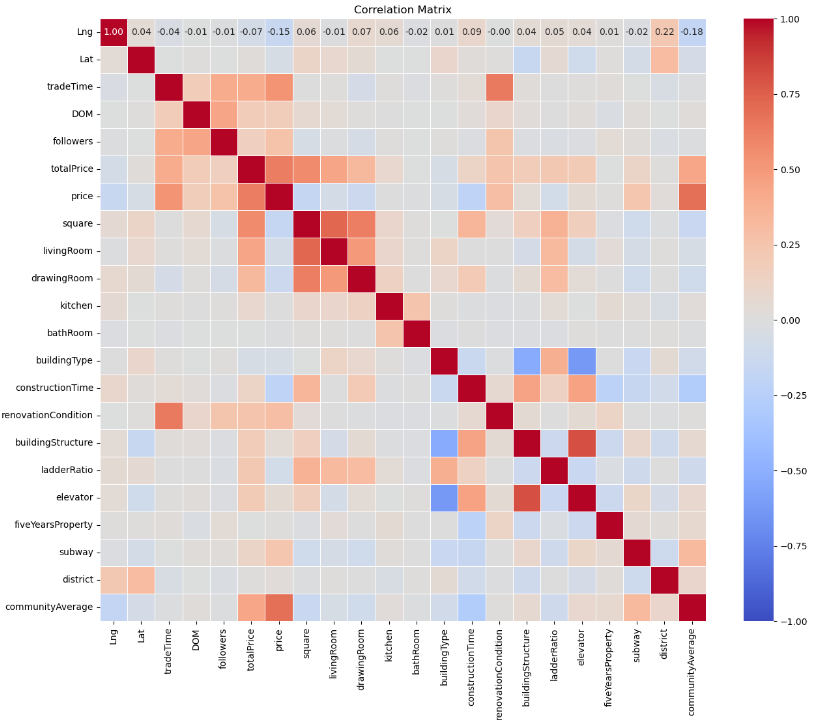 Correlation Matrix
Lng 1.00 0.04 -0.04 -0.01 -0.01 -0.07 -0.15 0.06 -0.01 0.07 0.06 -0.02 0.01 0.09 -0.00 0.04 0.05 0.04 0.01 -0.02 0.22 -0.18
Lat
tradeTime
DOM
followers
totalPrice
price
square
livingRoom
drawingRoom
kitchen
bathRoom
buildingType
constructionTime
renovationCondition
buildingStructure
ladderRatio
elevator
fiveYearsProperty
subway
district
communityAverage
Lng
Lat
tradeTime
DOM
followers
totalPrice
price
square
livingRoom
drawingRoom
kitchen
bathRoom
buildingType
constructionTime
renovationCondition
buildingStructure
ladderRatio
elevator
fiveYearsProperty
subway
district
communityAverage
1.00
0.75
0.50
0.25
0.00
−0.25
−0.50
−0.75
−1.00